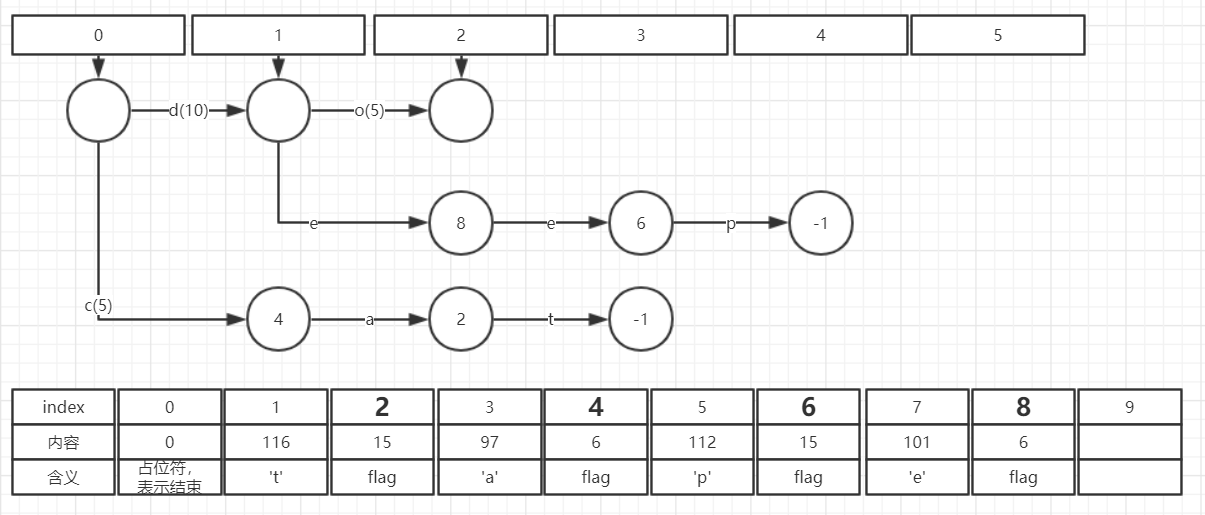 0 1 2 3 4 5
d(10) o(5)
e 8 e 6 p -1
c(5) 4 a 2 t -1
index 0 1 2 3 4 5 6 7 8 9
内容 0 116 15 97 6 112 15 101 6
含义 占位符, 't' flag 'a' flag 'p' flag 'e' flag
表示结束